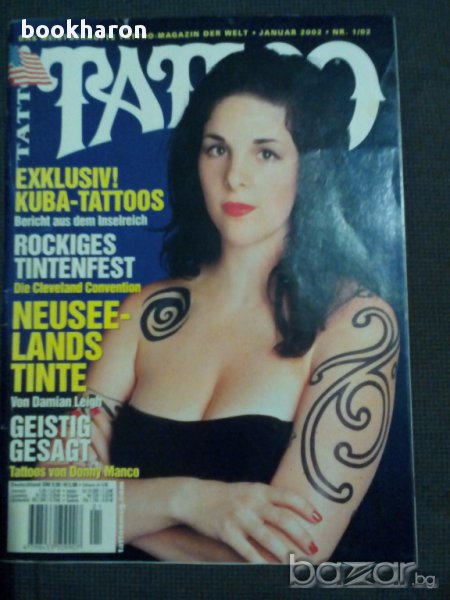 bookharon
MAGAZIN DER WELT • JANUAR 2002 • NR. 1/02
TATTOO
EXKLUSIV!
KUBA-TATTOOS
Bericht aus dem Inselreich
ROCKIGES
TINTENFEST
Die Cleveland Convention
NEUSEE-
LANDS
TINTE
Von Damian Leigh
GEISTIG
GESAGT
Tattoos von Donny Manco
bazar.bg